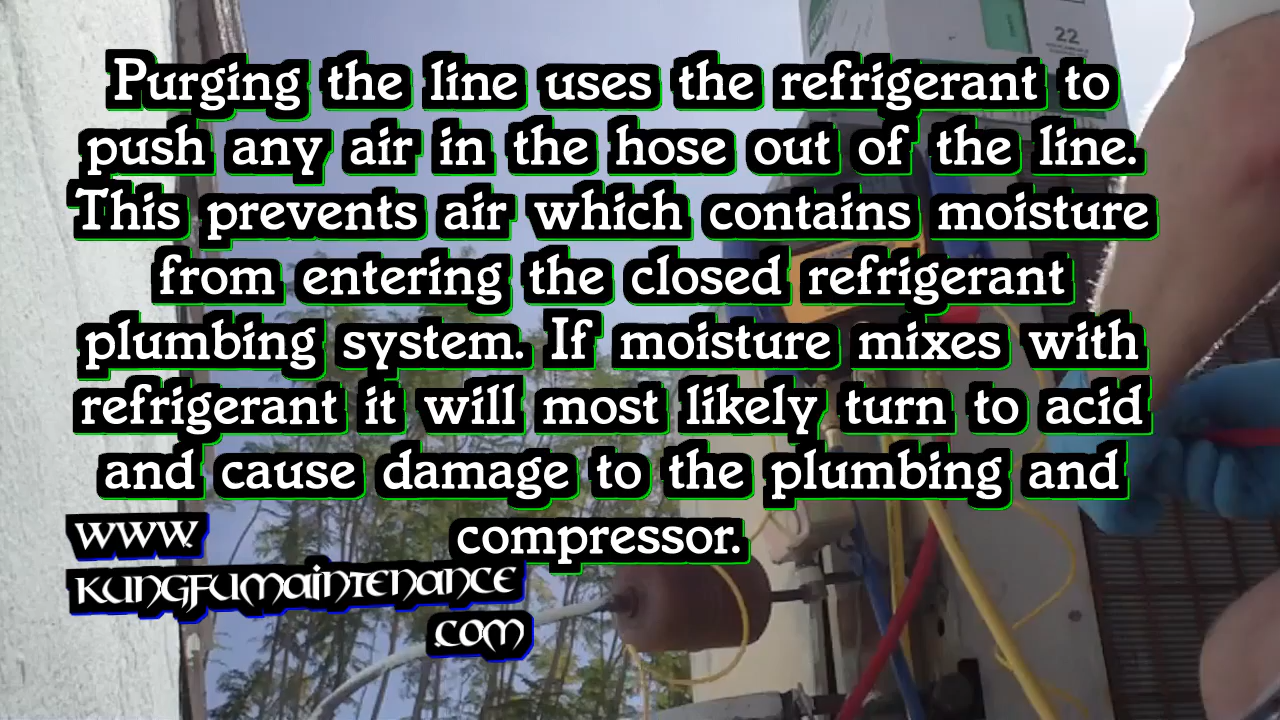 22
Purging the line uses the refrigerant to
push any air in the hose out of the line.
This prevents air which contains moisture
from entering the closed refrigerant
plumbing system. If moisture mixes with
refrigerant it will most likely turn to acid
and cause damage to the plumbing and
compressor.
www.
kungfumaintenance
.com